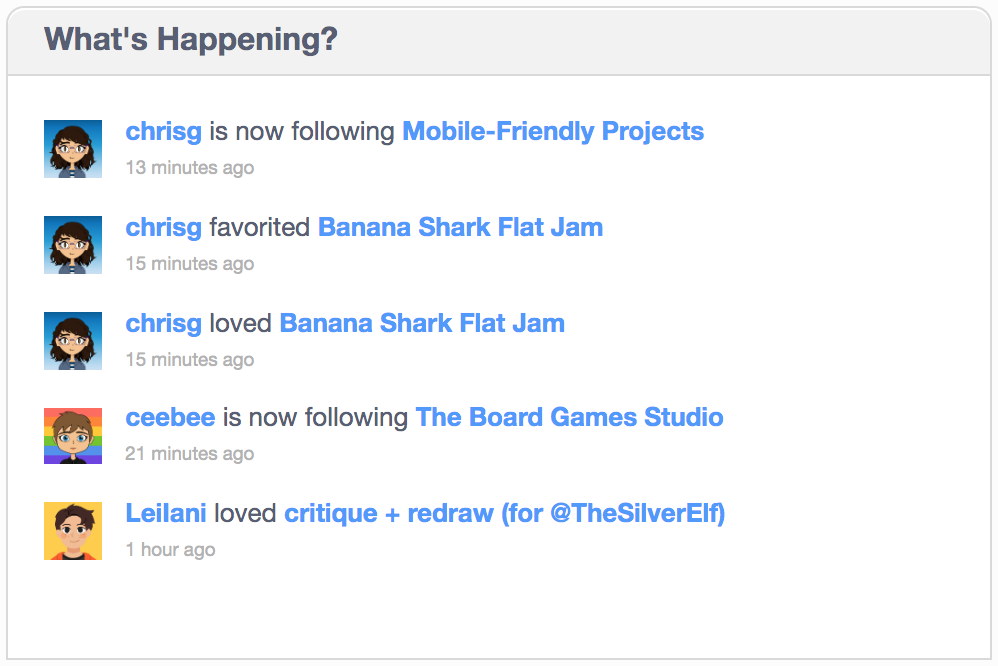 What's Happening?
chrisg is now following Mobile-Friendly Projects
13 minutes ago
chrisg favorited Banana Shark Flat Jam
15 minutes ago
chrisg loved Banana Shark Flat Jam
15 minutes ago
ceebee is now following The Board Games Studio
21 minutes ago
Leilani loved critique + redraw (for @TheSilverElf)
1 hour ago